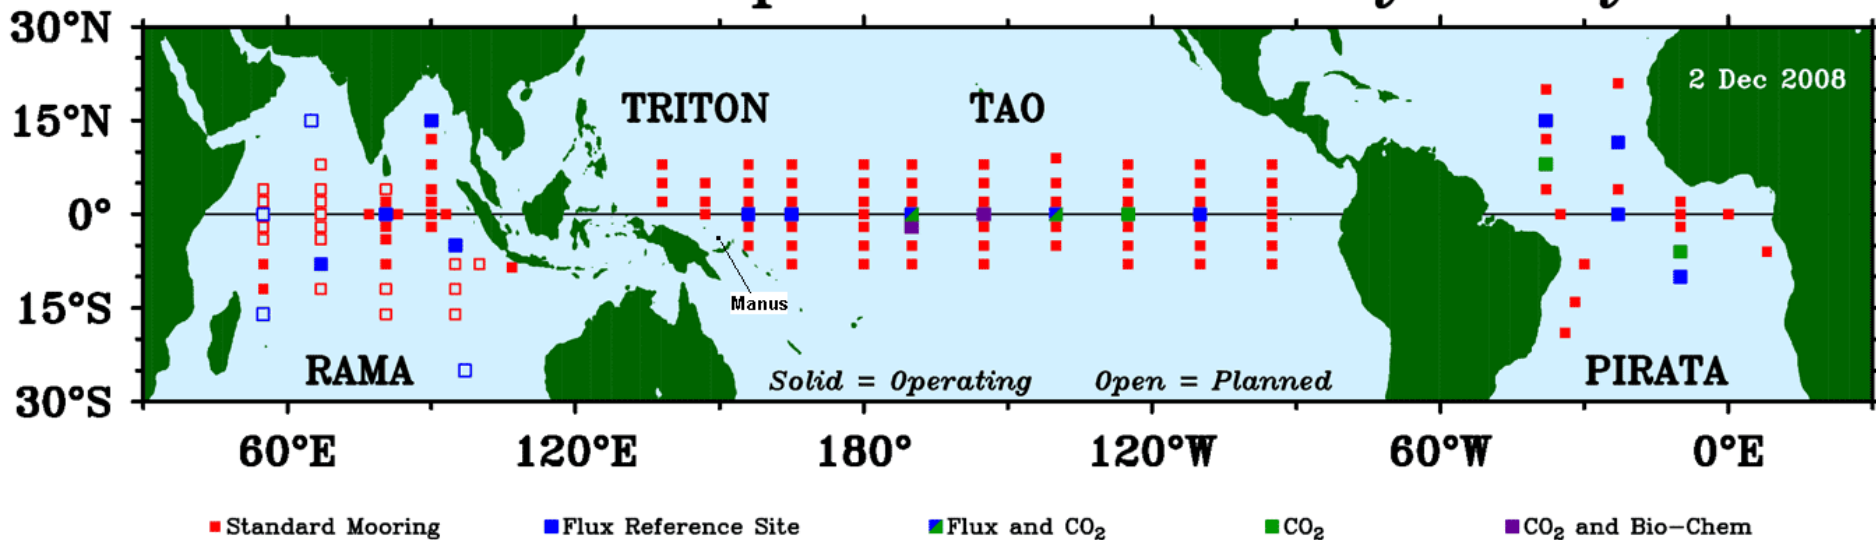 30°N
2 Dec 2008
TRITON TAO
15°N
0°
Manus
15°S
RAMA Solid = Operating Open = Planned PIRATA
30°S
60°E 120°E 180° 120°W 60°W 0°E
Standard Mooring Flux Reference Site Flux and CO₂ CO₂ CO₂ and Bio-Chem